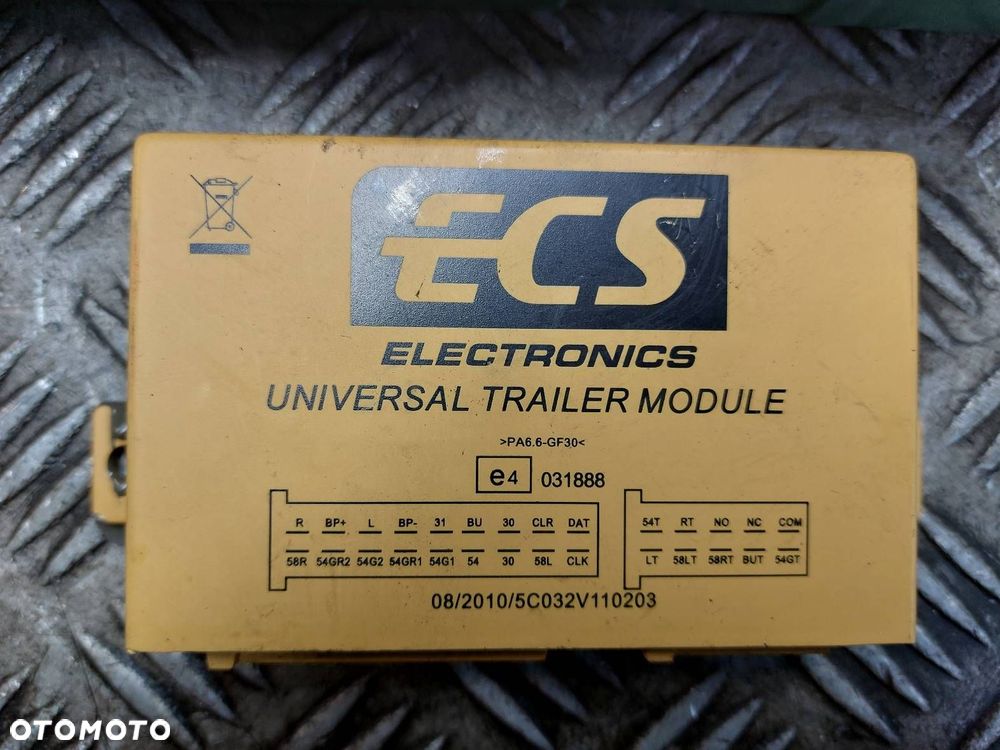 ECS
ELECTRONICS
UNIVERSAL TRAILER MODULE
>PA6.6-GF30<
e4 031888
R BP+ L BP- 31 BU 30 CLR DAT
58R 54GR2 54G2 54GR1 54G1 54 30 58L CLK
54T RT NO NC COM
LT 58LT 58RT BUT 54GT
08/2010/5C032V110203
OTOMOTO